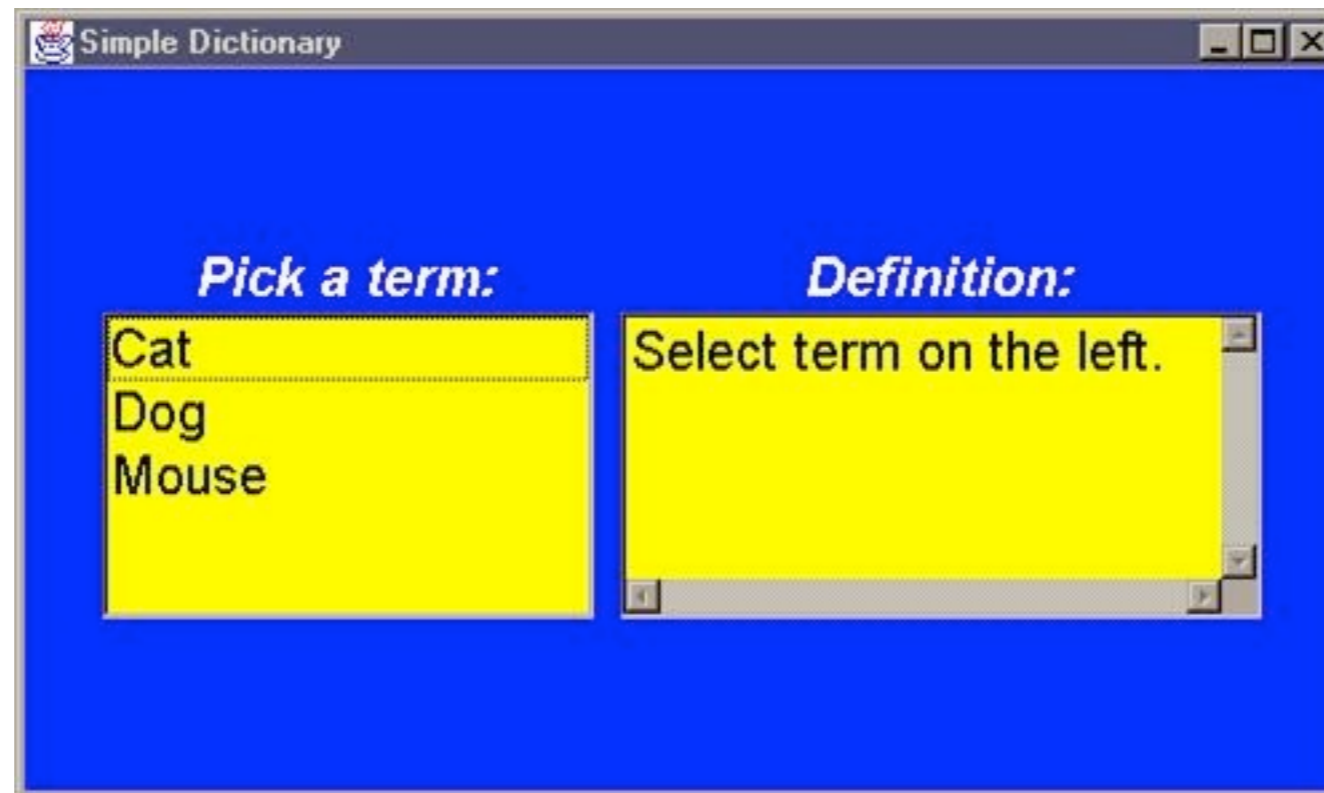 Simple Dictionary
Pick a term:
Cat
Dog
Mouse
Definition:
Select term on the left.